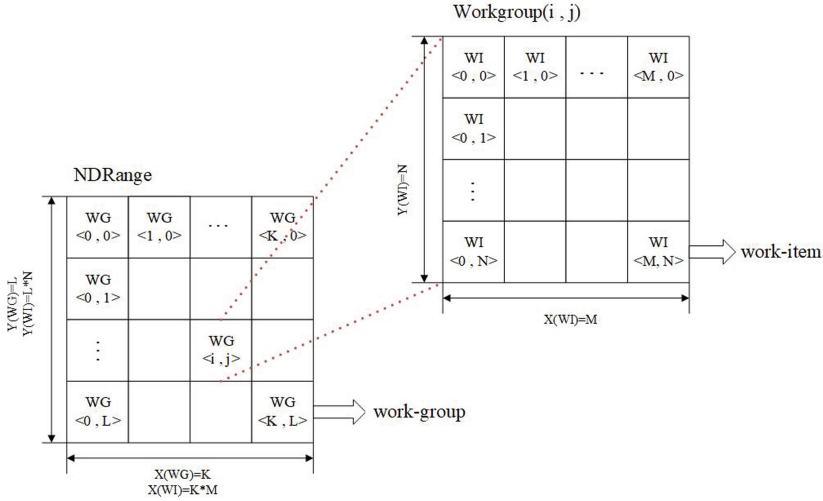 Workgroup(i , j)
WI WI WI
<0 , 0> <1 , 0> ... <M , 0>
WI
<0 , 1>
...
WI WI
<0 , N> <M, N>
work-item
Y(WI)=N
X(WI)=M
NDRange
WG WG WG
<0 , 0> <1 , 0> ... <K , 0>
WG
<0 , 1>
WG
... <i , j>
WG WG
<0 , L> <K , L>
work-group
Y(WG)=L
Y(WI)=L*N
X(WG)=K
X(WI)=K*M